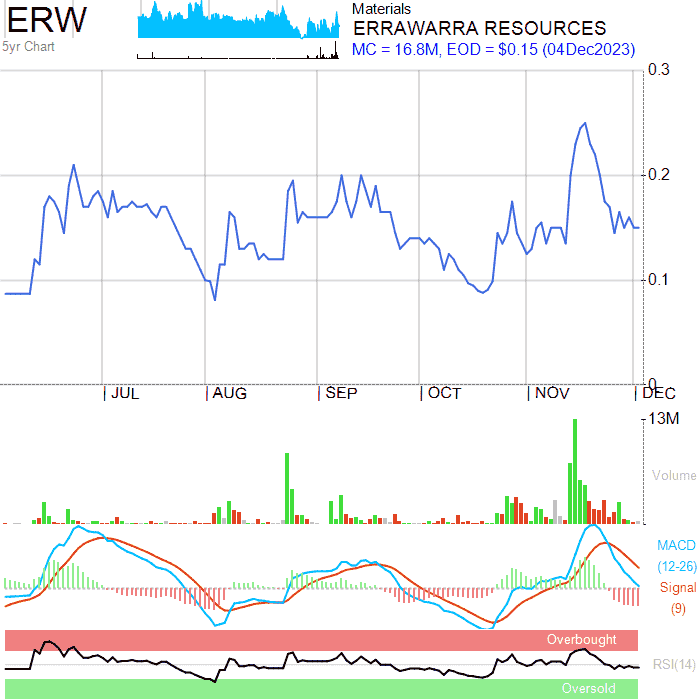 ERW
5yr Chart
Materials
ERRAWARRA RESOURCES
MC = 16.8M, EOD = $0.15 (04Dec2023)
0.3
0.2
0.1
0
JUL AUG SEP OCT NOV DEC
13M
Volume
MACD
(12-26)
Signal
(9)
Overbought
RSI(14)
Oversold